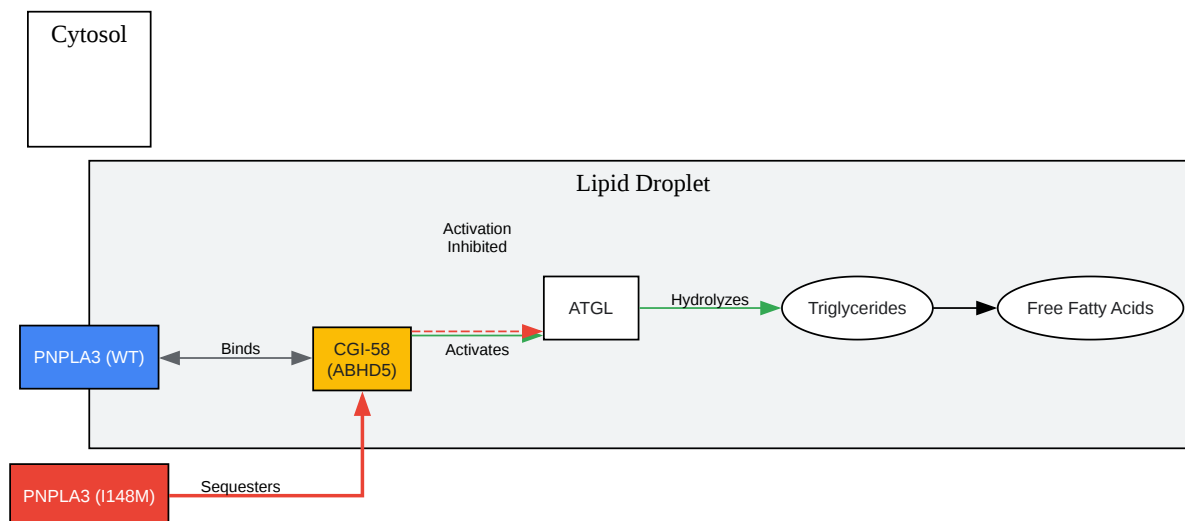 Cytosol
Lipid Droplet
Activation
Inhibited
ATGL
Hydrolyzes
Triglycerides
Free Fatty Acids
PNPLA3 (WT)
Binds
CGI-58
(ABHD5)
Activates
PNPLA3 (I148M)
Sequesters